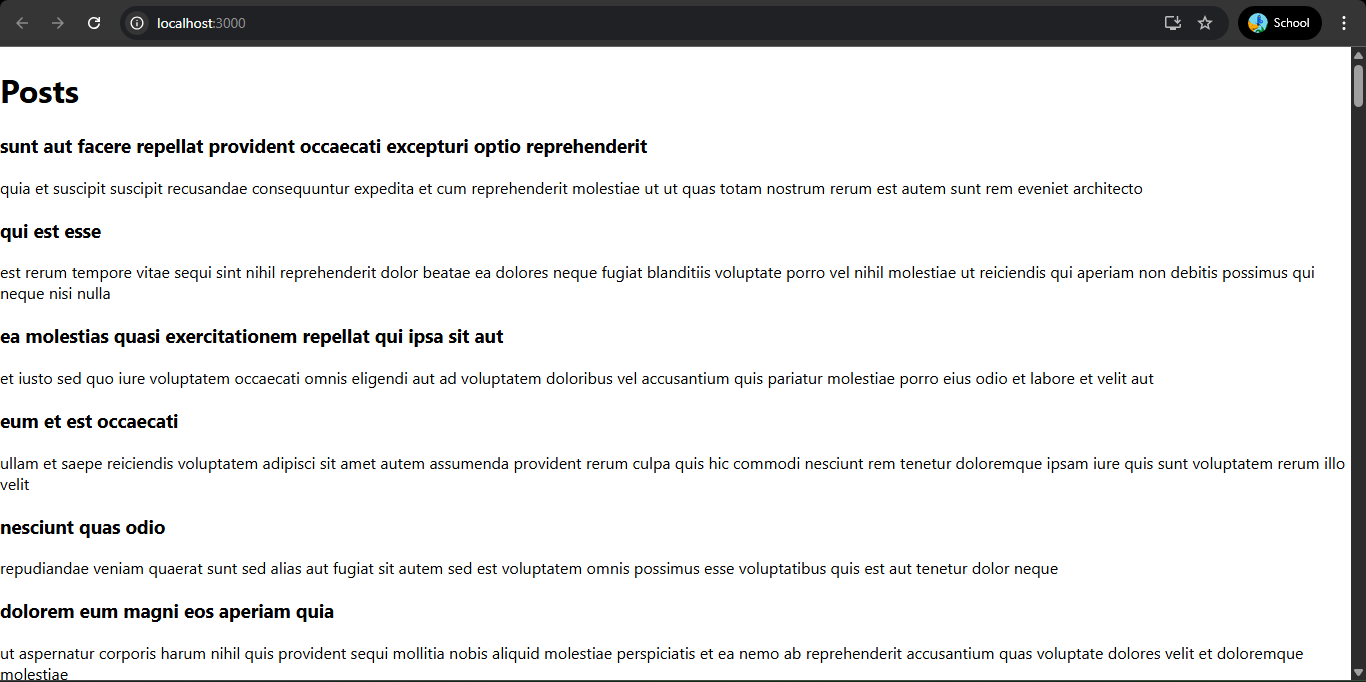 localhost:3000
School
Posts
sunt aut facere repellat provident occaecati excepturi optio reprehenderit
quia et suscipit suscipit recusandae consequuntur expedita et cum reprehenderit molestiae ut ut quas totam nostrum rerum est autem sunt rem eveniet architecto
qui est esse
est rerum tempore vitae sequi sint nihil reprehenderit dolor beatae ea dolores neque fugiat blanditiis voluptate porro vel nihil molestiae ut reiciendis qui aperiam non debitis possimus qui
neque nisi nulla
ea molestias quasi exercitationem repellat qui ipsa sit aut
et iusto sed quo iure voluptatem occaecati omnis eligendi aut ad voluptatem doloribus vel accusantium quis pariatur molestiae porro eius odio et labore et velit aut
eum et est occaecati
ullam et saepe reiciendis voluptatem adipisci sit amet autem assumenda provident rerum culpa quis hic commodi nesciunt rem tenetur doloremque ipsam iure quis sunt voluptatem rerum illo
velit
nesciunt quas odio
repudiandae veniam quaerat sunt sed alias aut fugiat sit autem sed est voluptatem omnis possimus esse voluptatibus quis est aut tenetur dolor neque
dolorem eum magni eos aperiam quia
ut aspernatur corporis harum nihil quis provident sequi mollitia nobis aliquid molestiae perspiciatis et ea nemo ab reprehenderit accusantium quas voluptate dolores velit et doloremque
molestiae